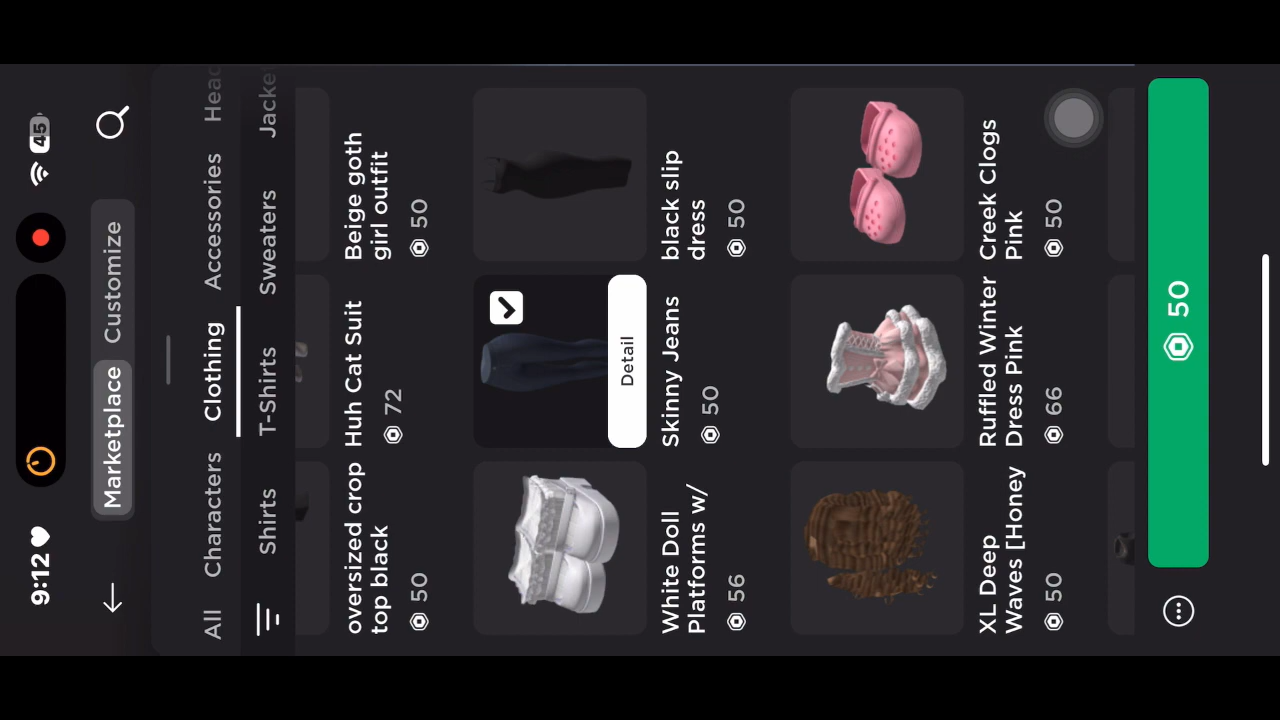 9:12
45
Marketplace
Customize
All
Characters
Clothing
Accessories
Head
Shirts
T-Shirts
Sweaters
Jacke
oversized crop
top black
50
Huh Cat Suit
72
Beige goth
girl outfit
50
White Doll
Platforms w/
56
Detail
Skinny Jeans
50
black slip
dress
50
XL Deep
Waves [Honey
50
Ruffled Winter
Dress Pink
66
Creek Clogs
Pink
50
50